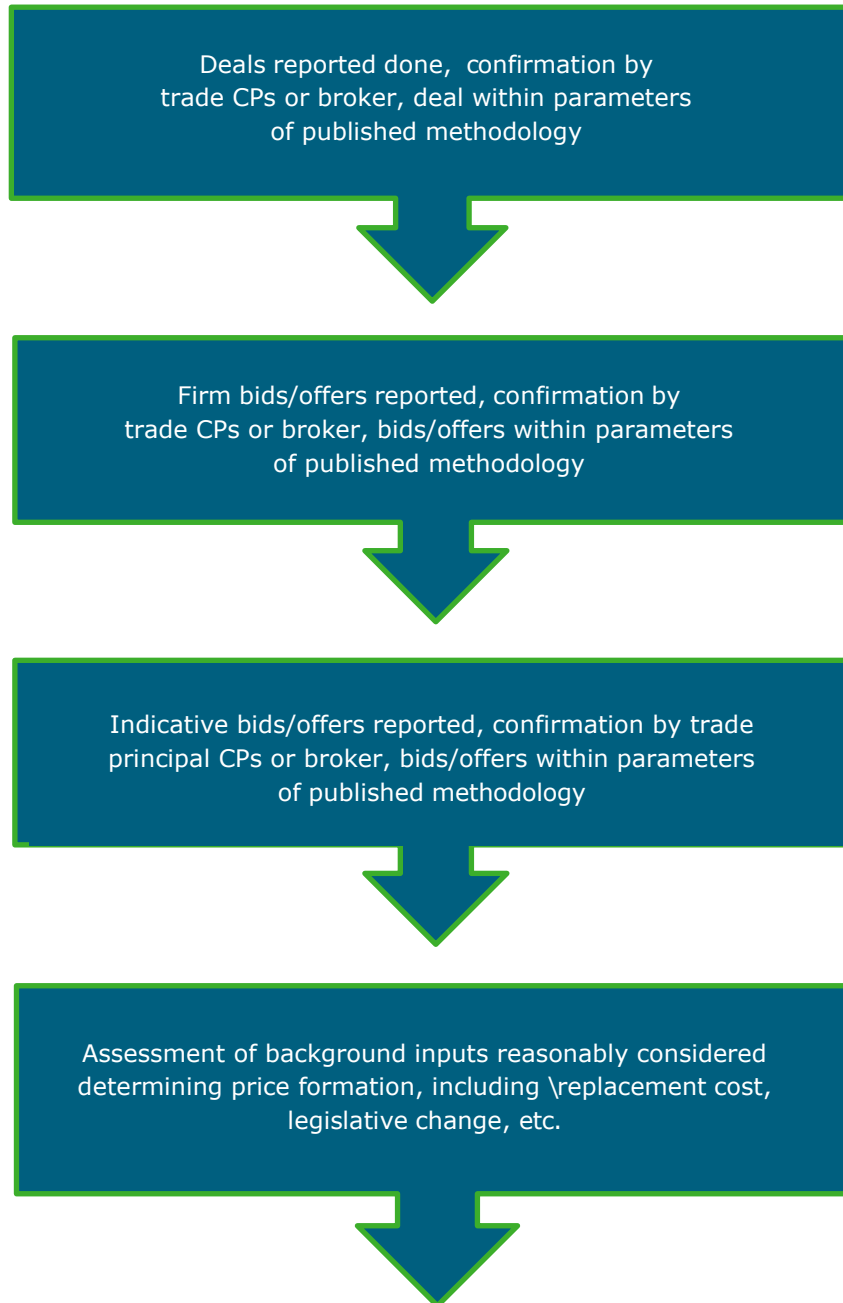 Deals reported done,  confirmation by
trade CPs or broker, deal within parameters
of published methodology
Firm bids/offers reported, confirmation by
trade CPs or broker, bids/offers within parameters
of published methodology
Indicative bids/offers reported, confirmation by trade
principal CPs or broker, bids/offers within parameters
of published methodology
Assessment of background inputs reasonably considered
determining price formation, including \replacement cost,
legislative change, etc.